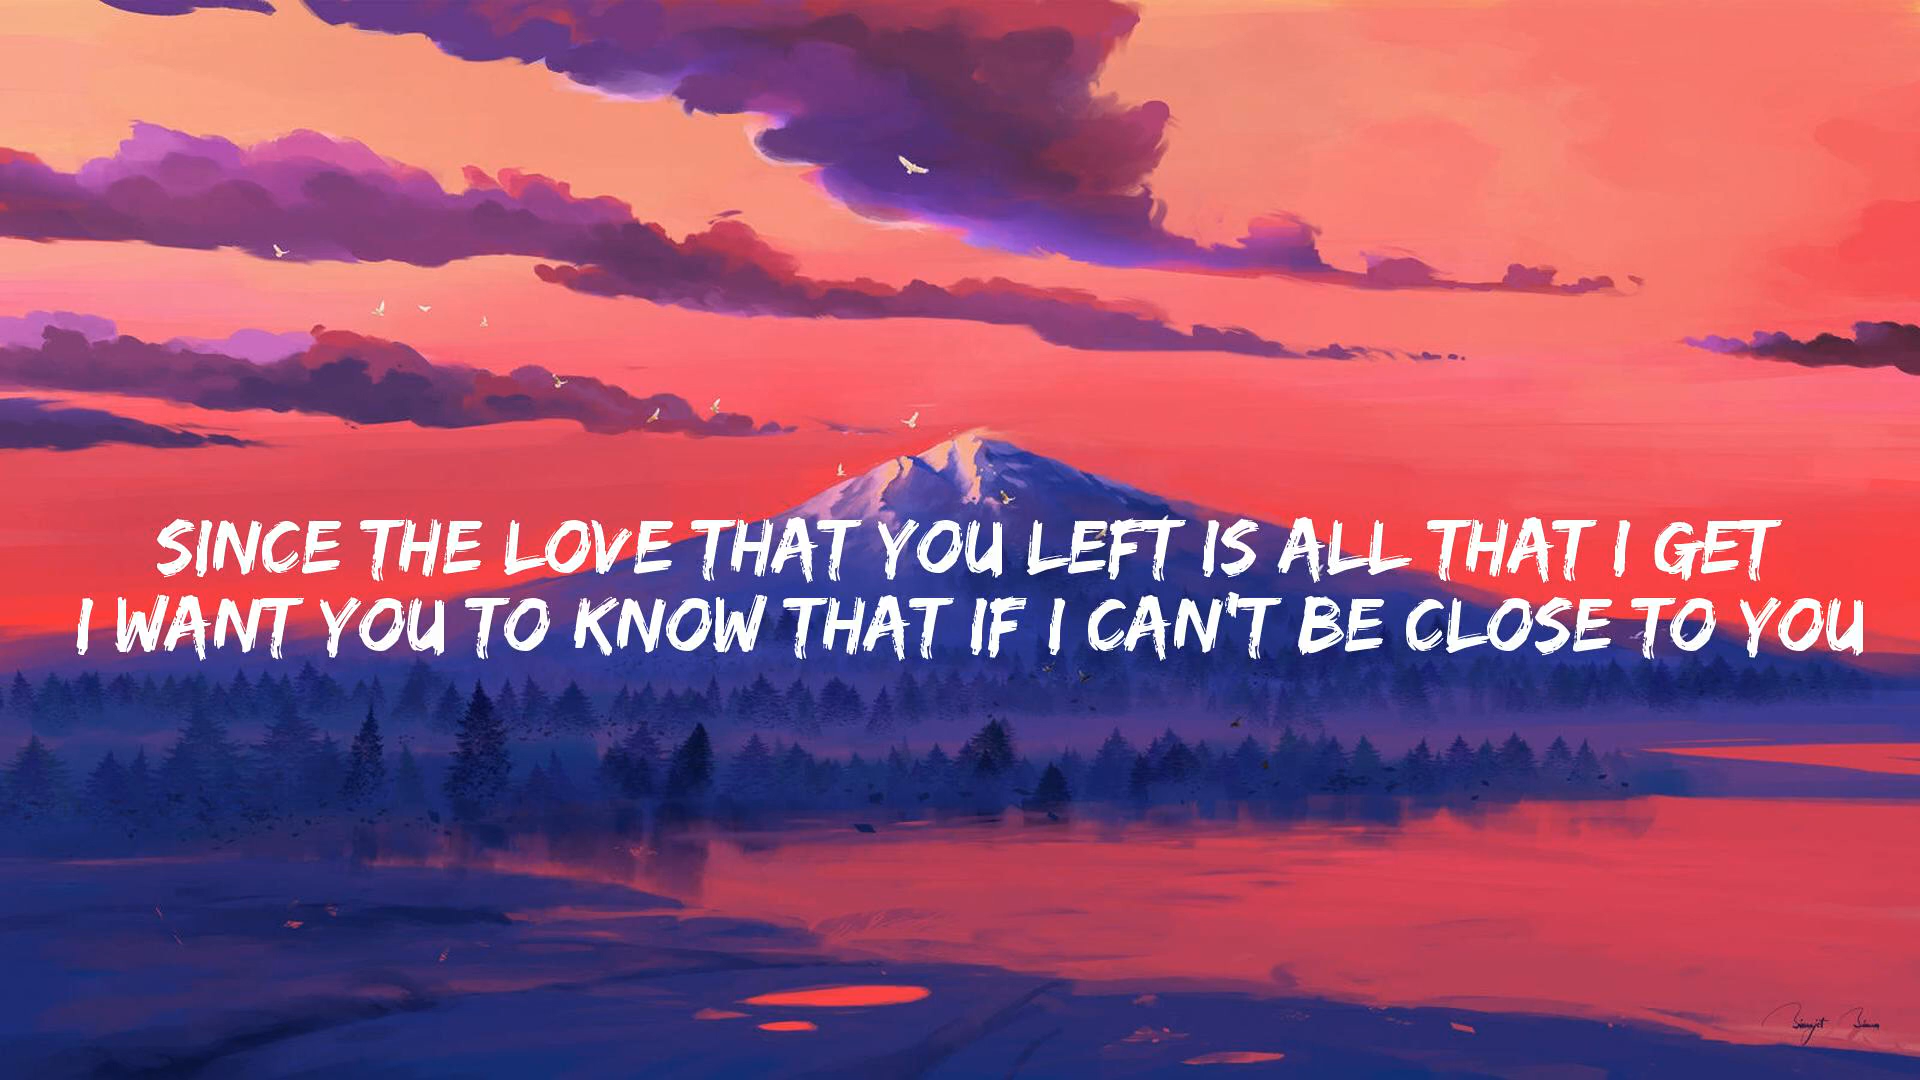 SINCE THE LOVE THAT YOU LEFT IS ALL THAT I GET
I WANT YOU TO KNOW THAT IF I CAN'T BE CLOSE TO YOU